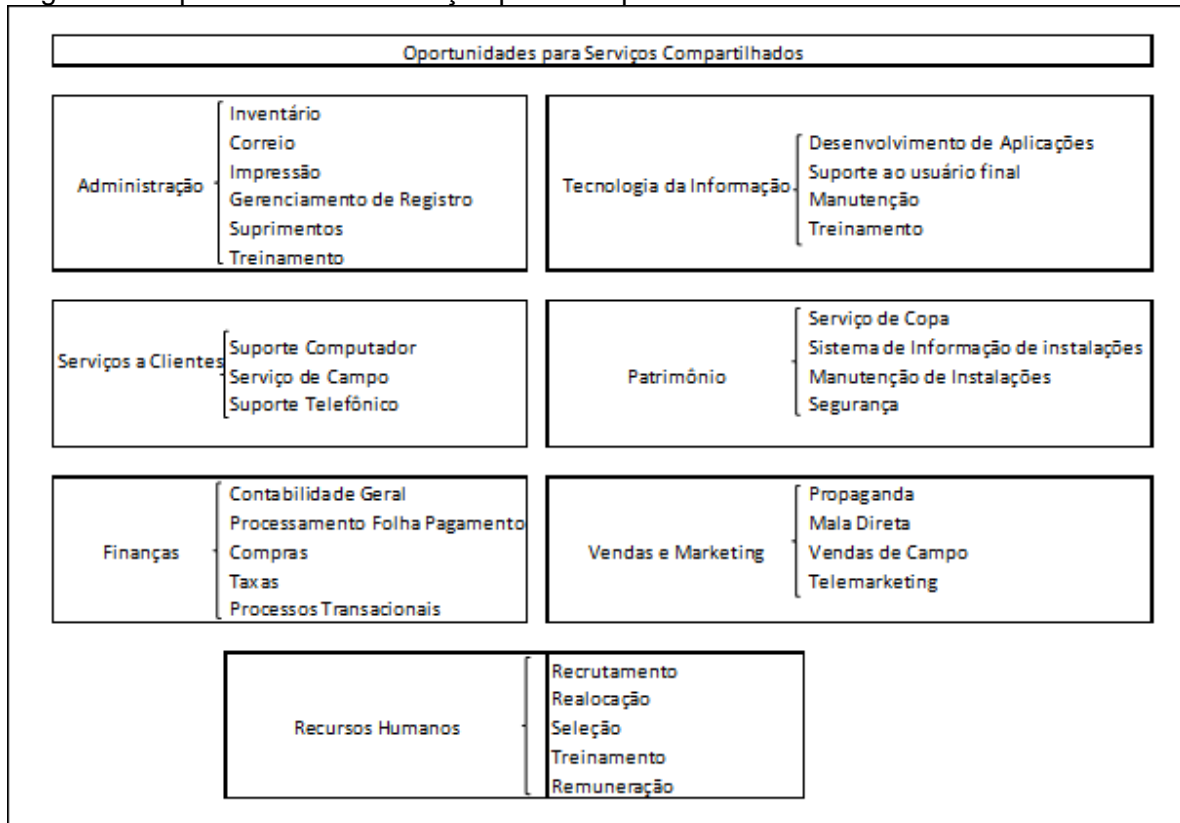 Oportunidades para Serviços Compartilhados
Administração
Inventário
Correio
Impressão
Gerenciamento de Registro
Suprimentos
Treinamento
Tecnologia da Informação
Desenvolvimento de Aplicações
Suporte ao usuário final
Manutenção
Treinamento
Serviços a Clientes
Suporte Computador
Serviço de Campo
Suporte Telefônico
Patrimônio
Serviço de Copa
Sistema de Informação de instalações
Manutenção de Instalações
Segurança
Finanças
Contabilidade Geral
Processamento Folha Pagamento
Compras
Taxas
Processos Transacionais
Vendas e Marketing
Propaganda
Mala Direta
Vendas de Campo
Telemarketing
Recursos Humanos
Recrutamento
Realocação
Seleção
Treinamento
Remuneração